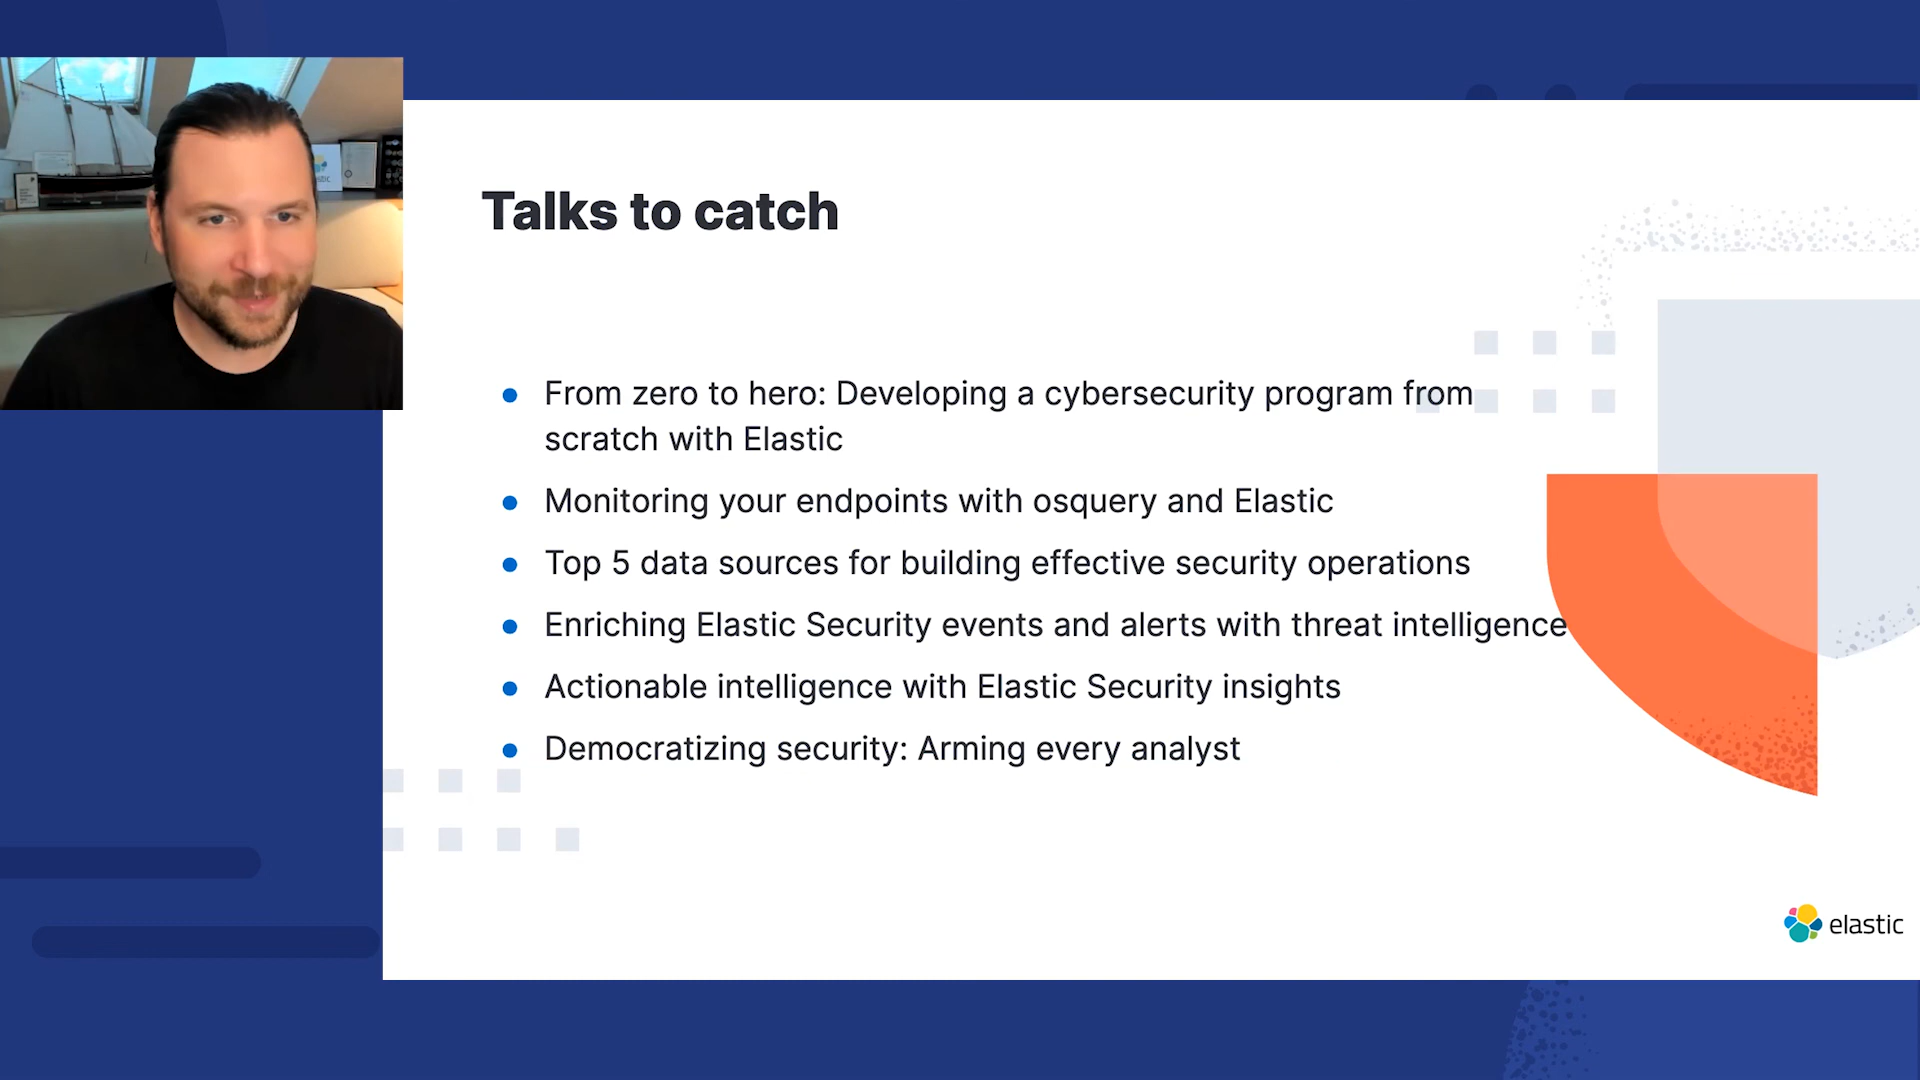 Talks to catch
From zero to hero: Developing a cybersecurity program from
scratch with Elastic
Monitoring your endpoints with osquery and Elastic
Top 5 data sources for building effective security operations
Enriching Elastic Security events and alerts with threat intelligence
Actionable intelligence with Elastic Security insights
Democratizing security: Arming every analyst
elastic